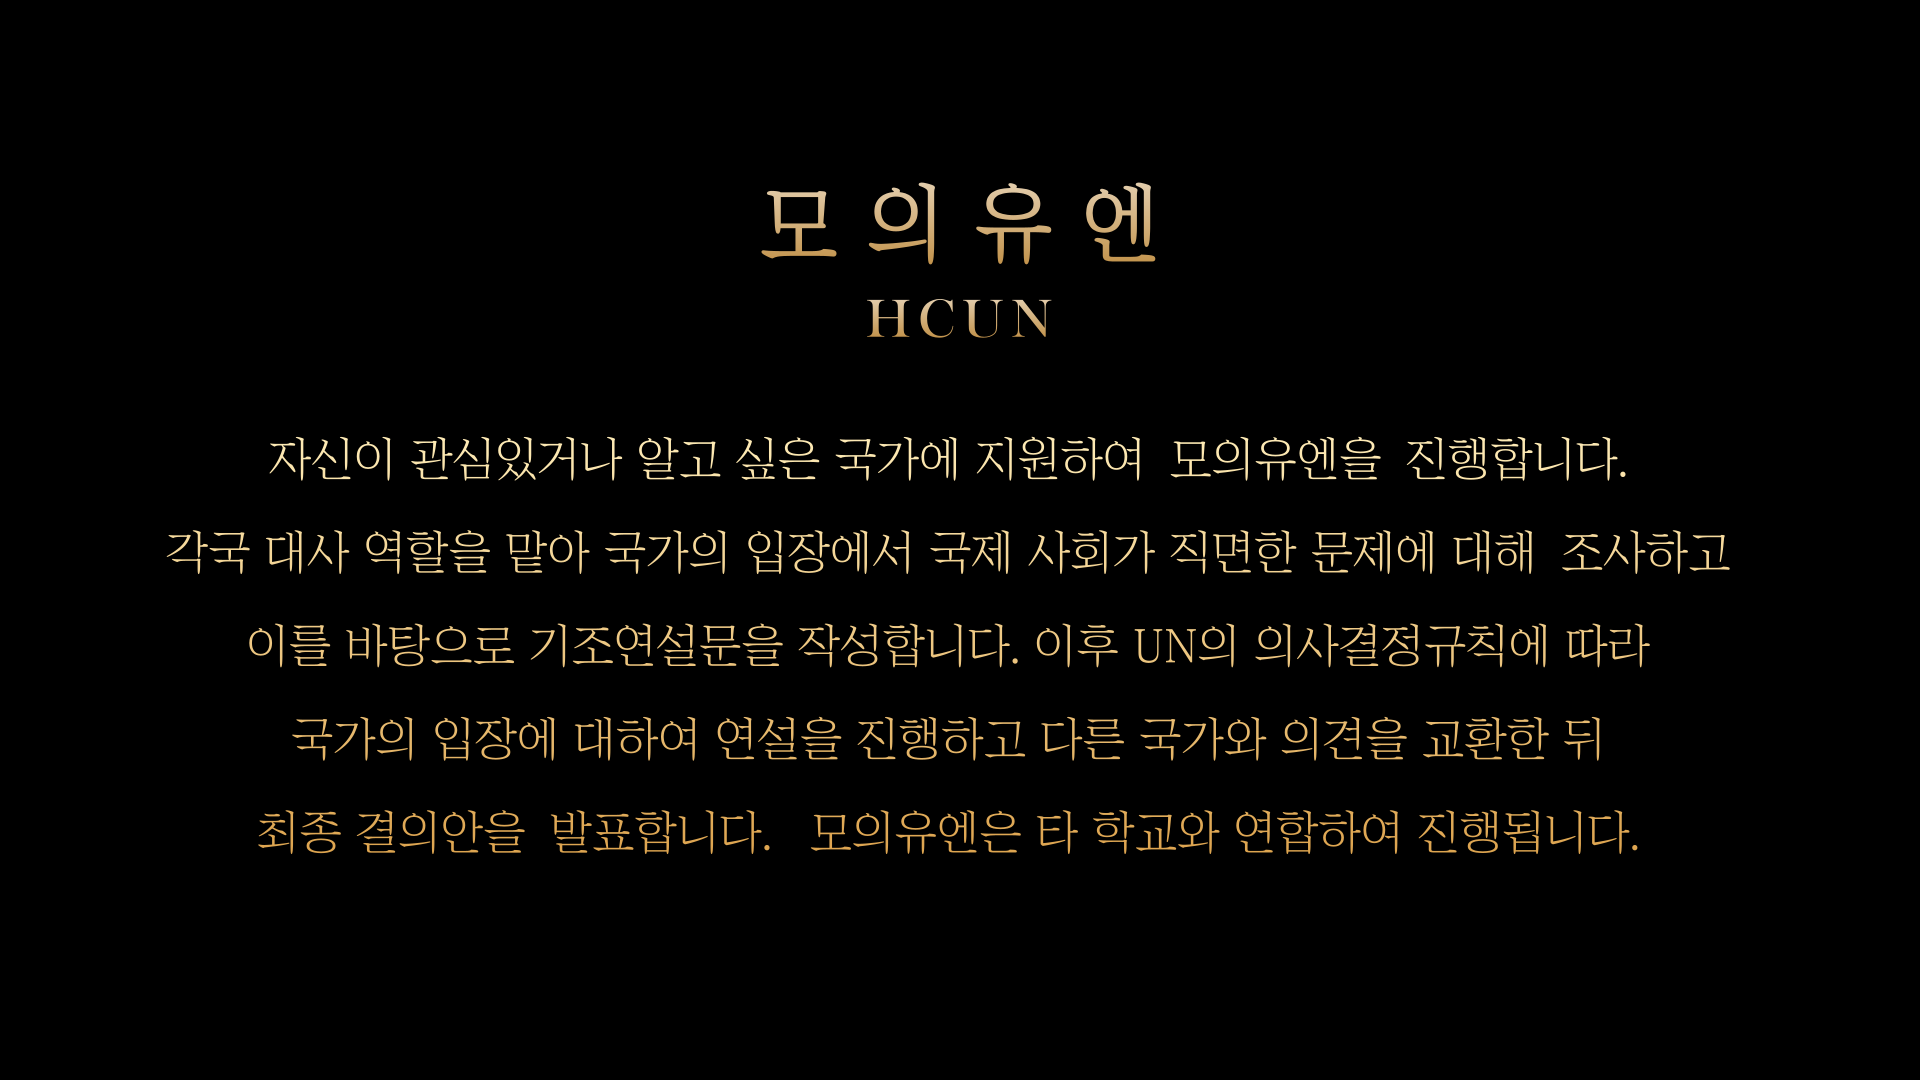 모의유엔
HCUN
자신이 관심있거나 알고 싶은 국가에 지원하여 모의유엔을 진행합니다.
각국 대사 역할을 맡아 국가의 입장에서 국제 사회가 직면한 문제에 대해 조사하고
이를 바탕으로 기조연설문을 작성합니다. 이후 UN의 의사결정규칙에 따라
국가의 입장에 대하여 연설을 진행하고 다른 국가와 의견을 교환한 뒤
최종 결의안을 발표합니다. 모의유엔은 타 학교와 연합하여 진행됩니다.